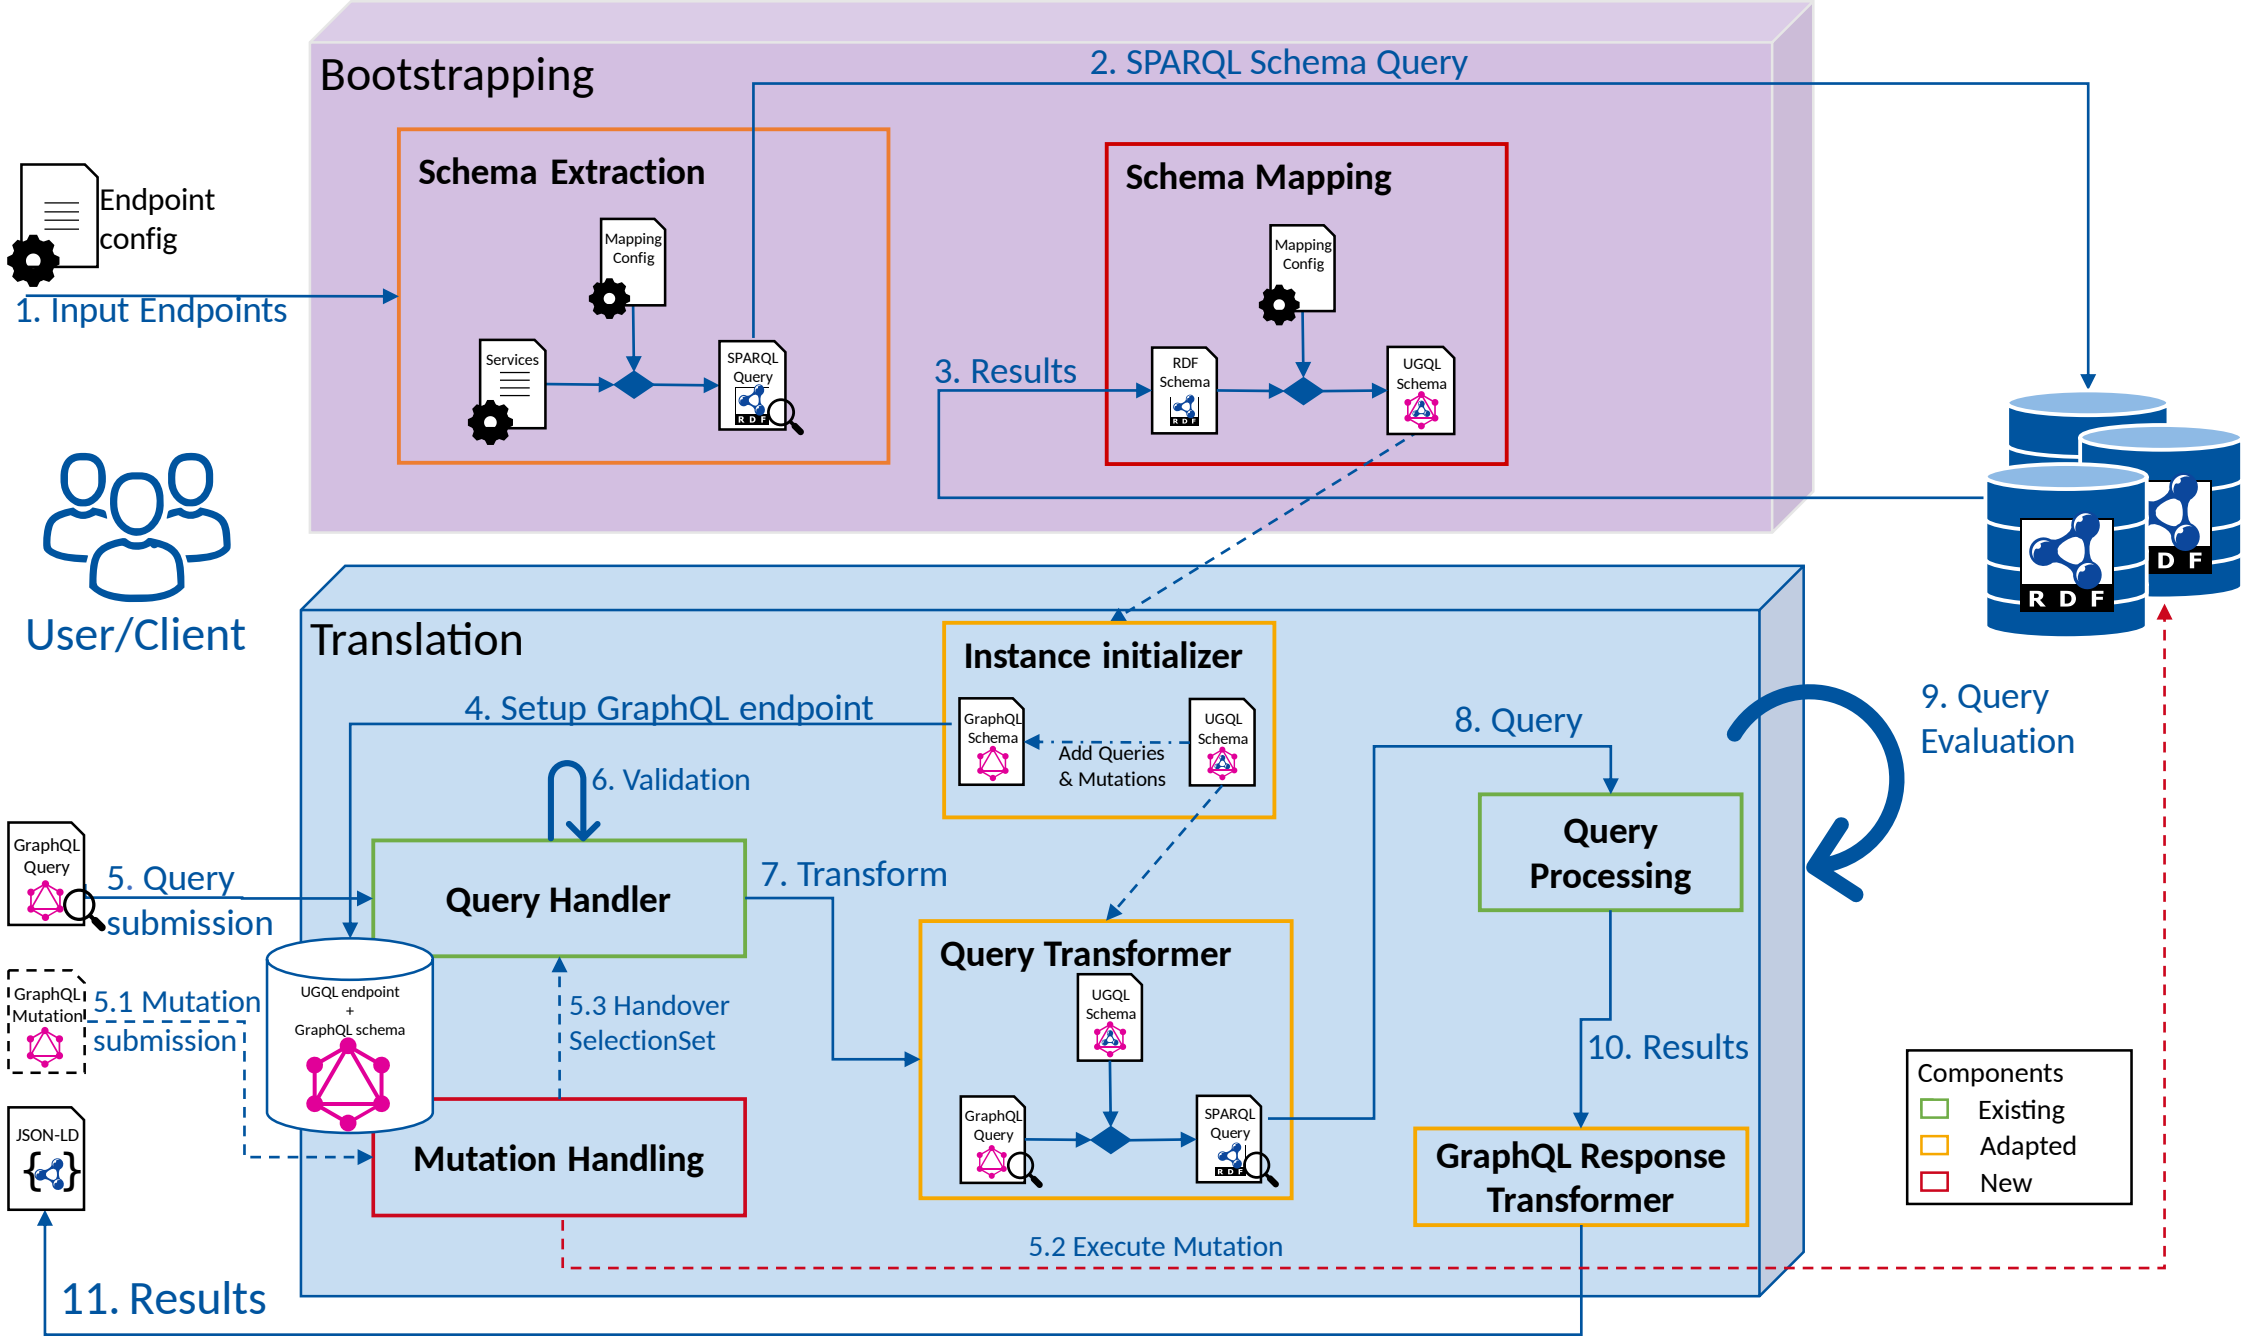 Bootstrapping
2. SPARQL Schema Query
Schema Extraction
Mapping
Config
Services
SPARQL
Query
R D F
Schema Mapping
Mapping
Config
3. Results
RDF
Schema
R D F
UGQL
Schema
Endpoint
config
1. Input Endpoints
User/Client
R D F
D F
Translation
Instance initializer
GraphQL
Schema
Add Queries
& Mutations
UGQL
Schema
4. Setup GraphQL endpoint
6. Validation
8. Query
9. Query
Evaluation
GraphQL
Query
5. Query
submission
Query Handler
7. Transform
Query
Processing
GraphQL
Mutation
5.1 Mutation
submission
UGQL endpoint
+
GraphQL schema
5.3 Handover
SelectionSet
Query Transformer
UGQL
Schema
GraphQL
Query
SPARQL
Query
R D F
10. Results
JSON-LD
{ }
Mutation Handling
GraphQL Response
Transformer
5.2 Execute Mutation
11. Results
Components
Existing
Adapted
New